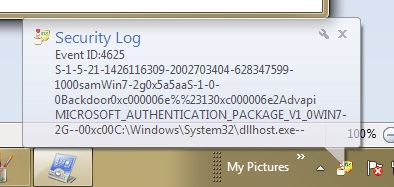 Security Log
Event ID:4625
S-1-5-21-1426116309-2002703404-628347599-
1000samWin7-2g0x5a5aaS-1-0-
0Backdoor0xc000006e%%23130xc000006e2Advapi
MICROSOFT_AUTHENTICATION_PACKAGE_V1_0WIN7-
2G--00xc00C:\Windows\System32\dllhost.exe--
100%
My Pictures »